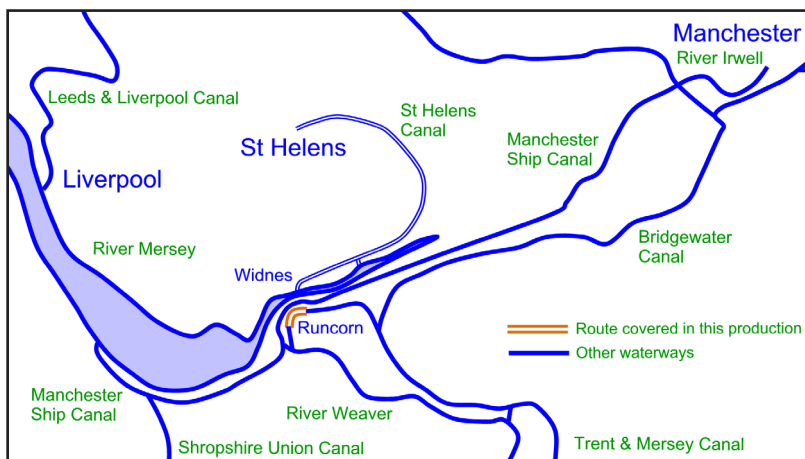 Manchester
River Irwell
Leeds & Liverpool Canal
St Helens
Canal
St Helens
Manchester
Ship Canal
Liverpool
River Mersey
Bridgewater
Canal
Widnes
Runcorn
Route covered in this production
Other waterways
Manchester
Ship Canal
River Weaver
Shropshire Union Canal
Trent & Mersey Canal